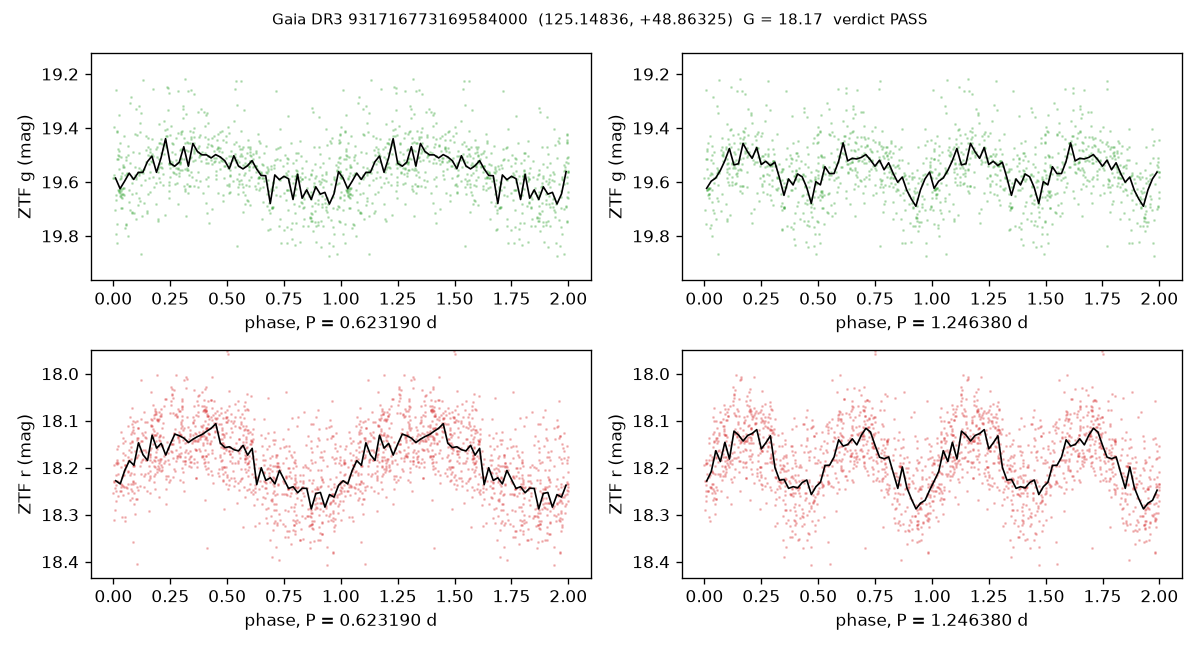 Gaia DR3 931716773169584000 (125.14836, +48.86325) G = 18.17 verdict PASS
ZTF g (mag)
19.2
19.4
19.6
19.8
0.00 0.25 0.50 0.75 1.00 1.25 1.50 1.75 2.00
phase, P = 0.623190 d
ZTF g (mag)
19.2
19.4
19.6
19.8
0.00 0.25 0.50 0.75 1.00 1.25 1.50 1.75 2.00
phase, P = 1.246380 d
ZTF r (mag)
18.0
18.1
18.2
18.3
18.4
0.00 0.25 0.50 0.75 1.00 1.25 1.50 1.75 2.00
phase, P = 0.623190 d
ZTF r (mag)
18.0
18.1
18.2
18.3
18.4
0.00 0.25 0.50 0.75 1.00 1.25 1.50 1.75 2.00
phase, P = 1.246380 d